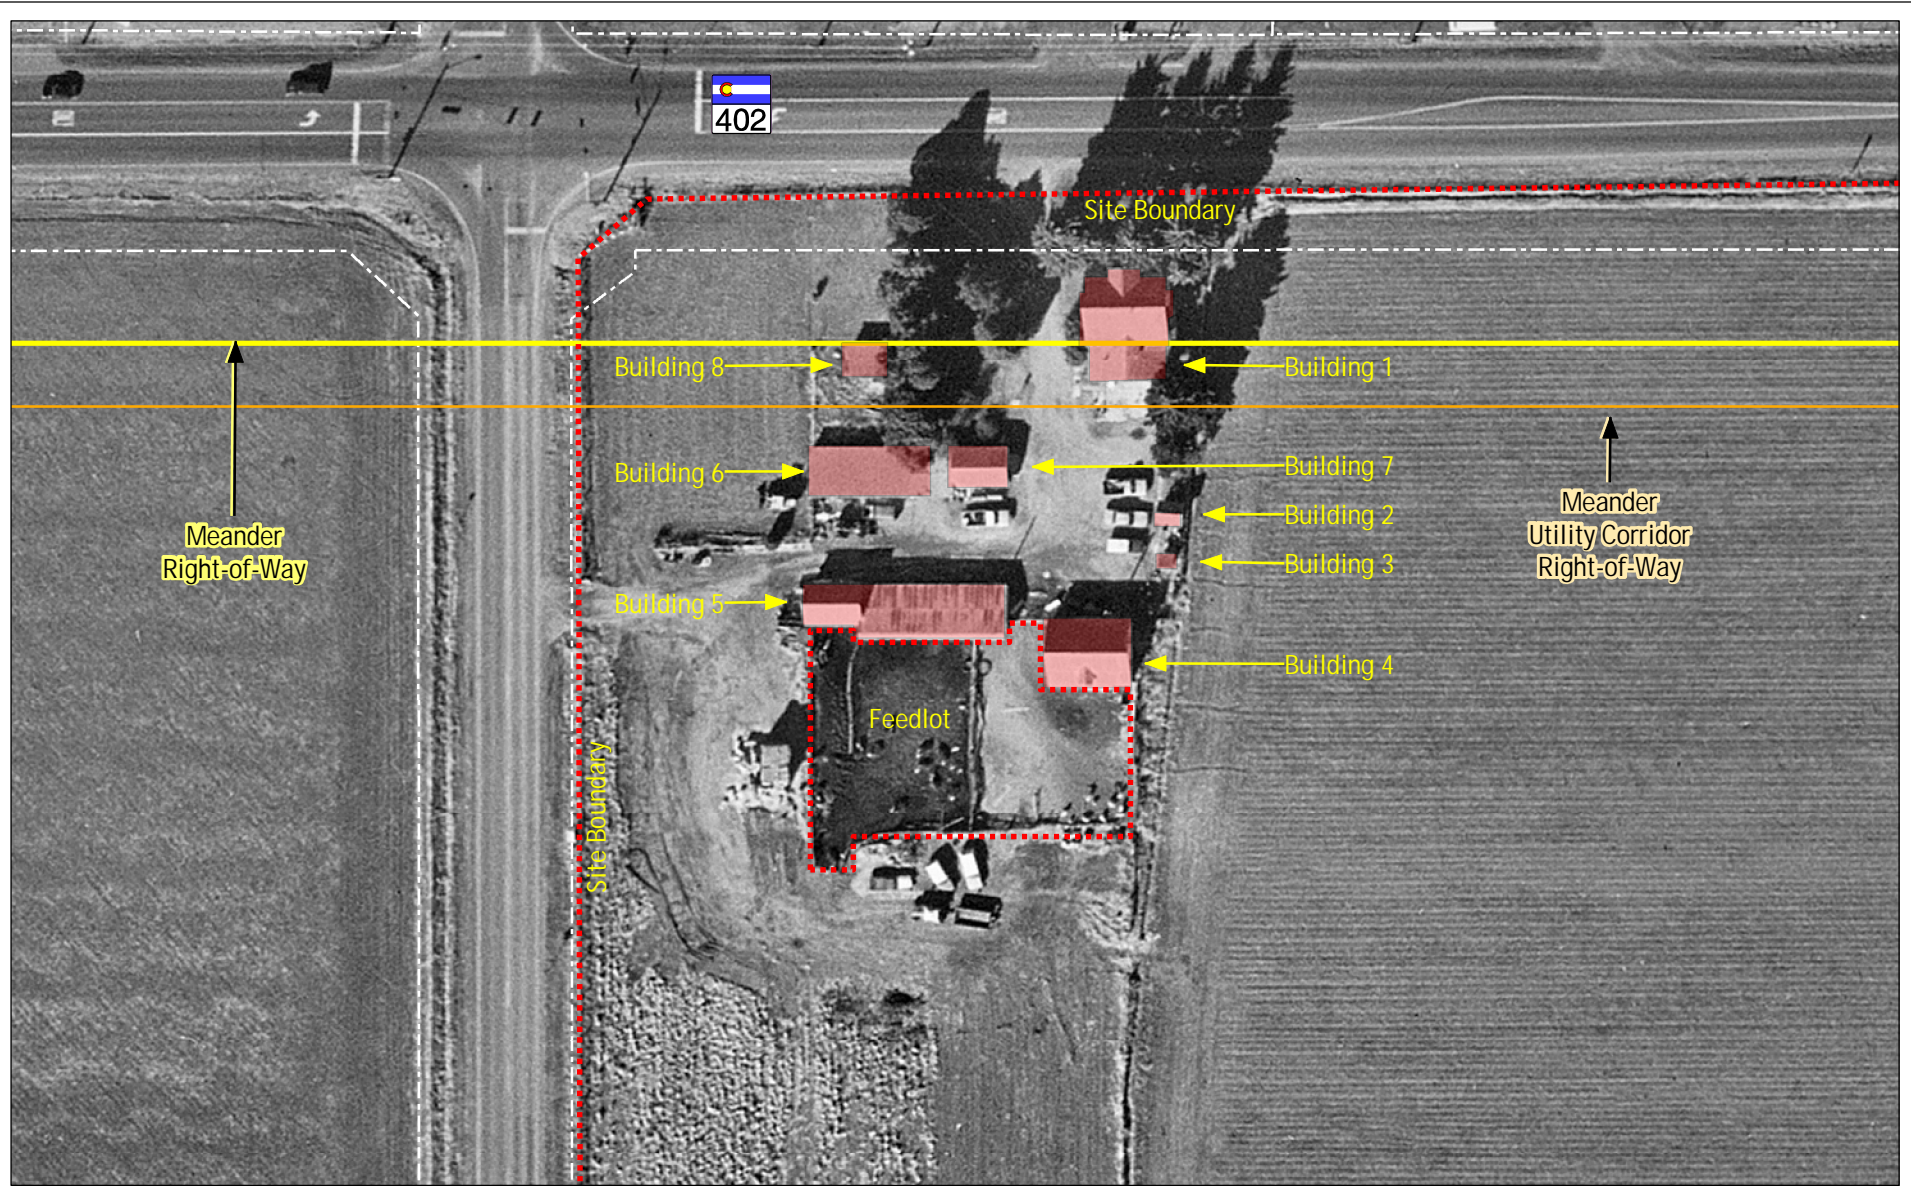 402
Site Boundary
Building 8
Building 1
Building 6
Building 7
Meander
Right-of-Way
Building 2
Meander
Utility Corridor
Right-of-Way
Building 3
Building 5
Building 4
Feedlot
Site Boundary